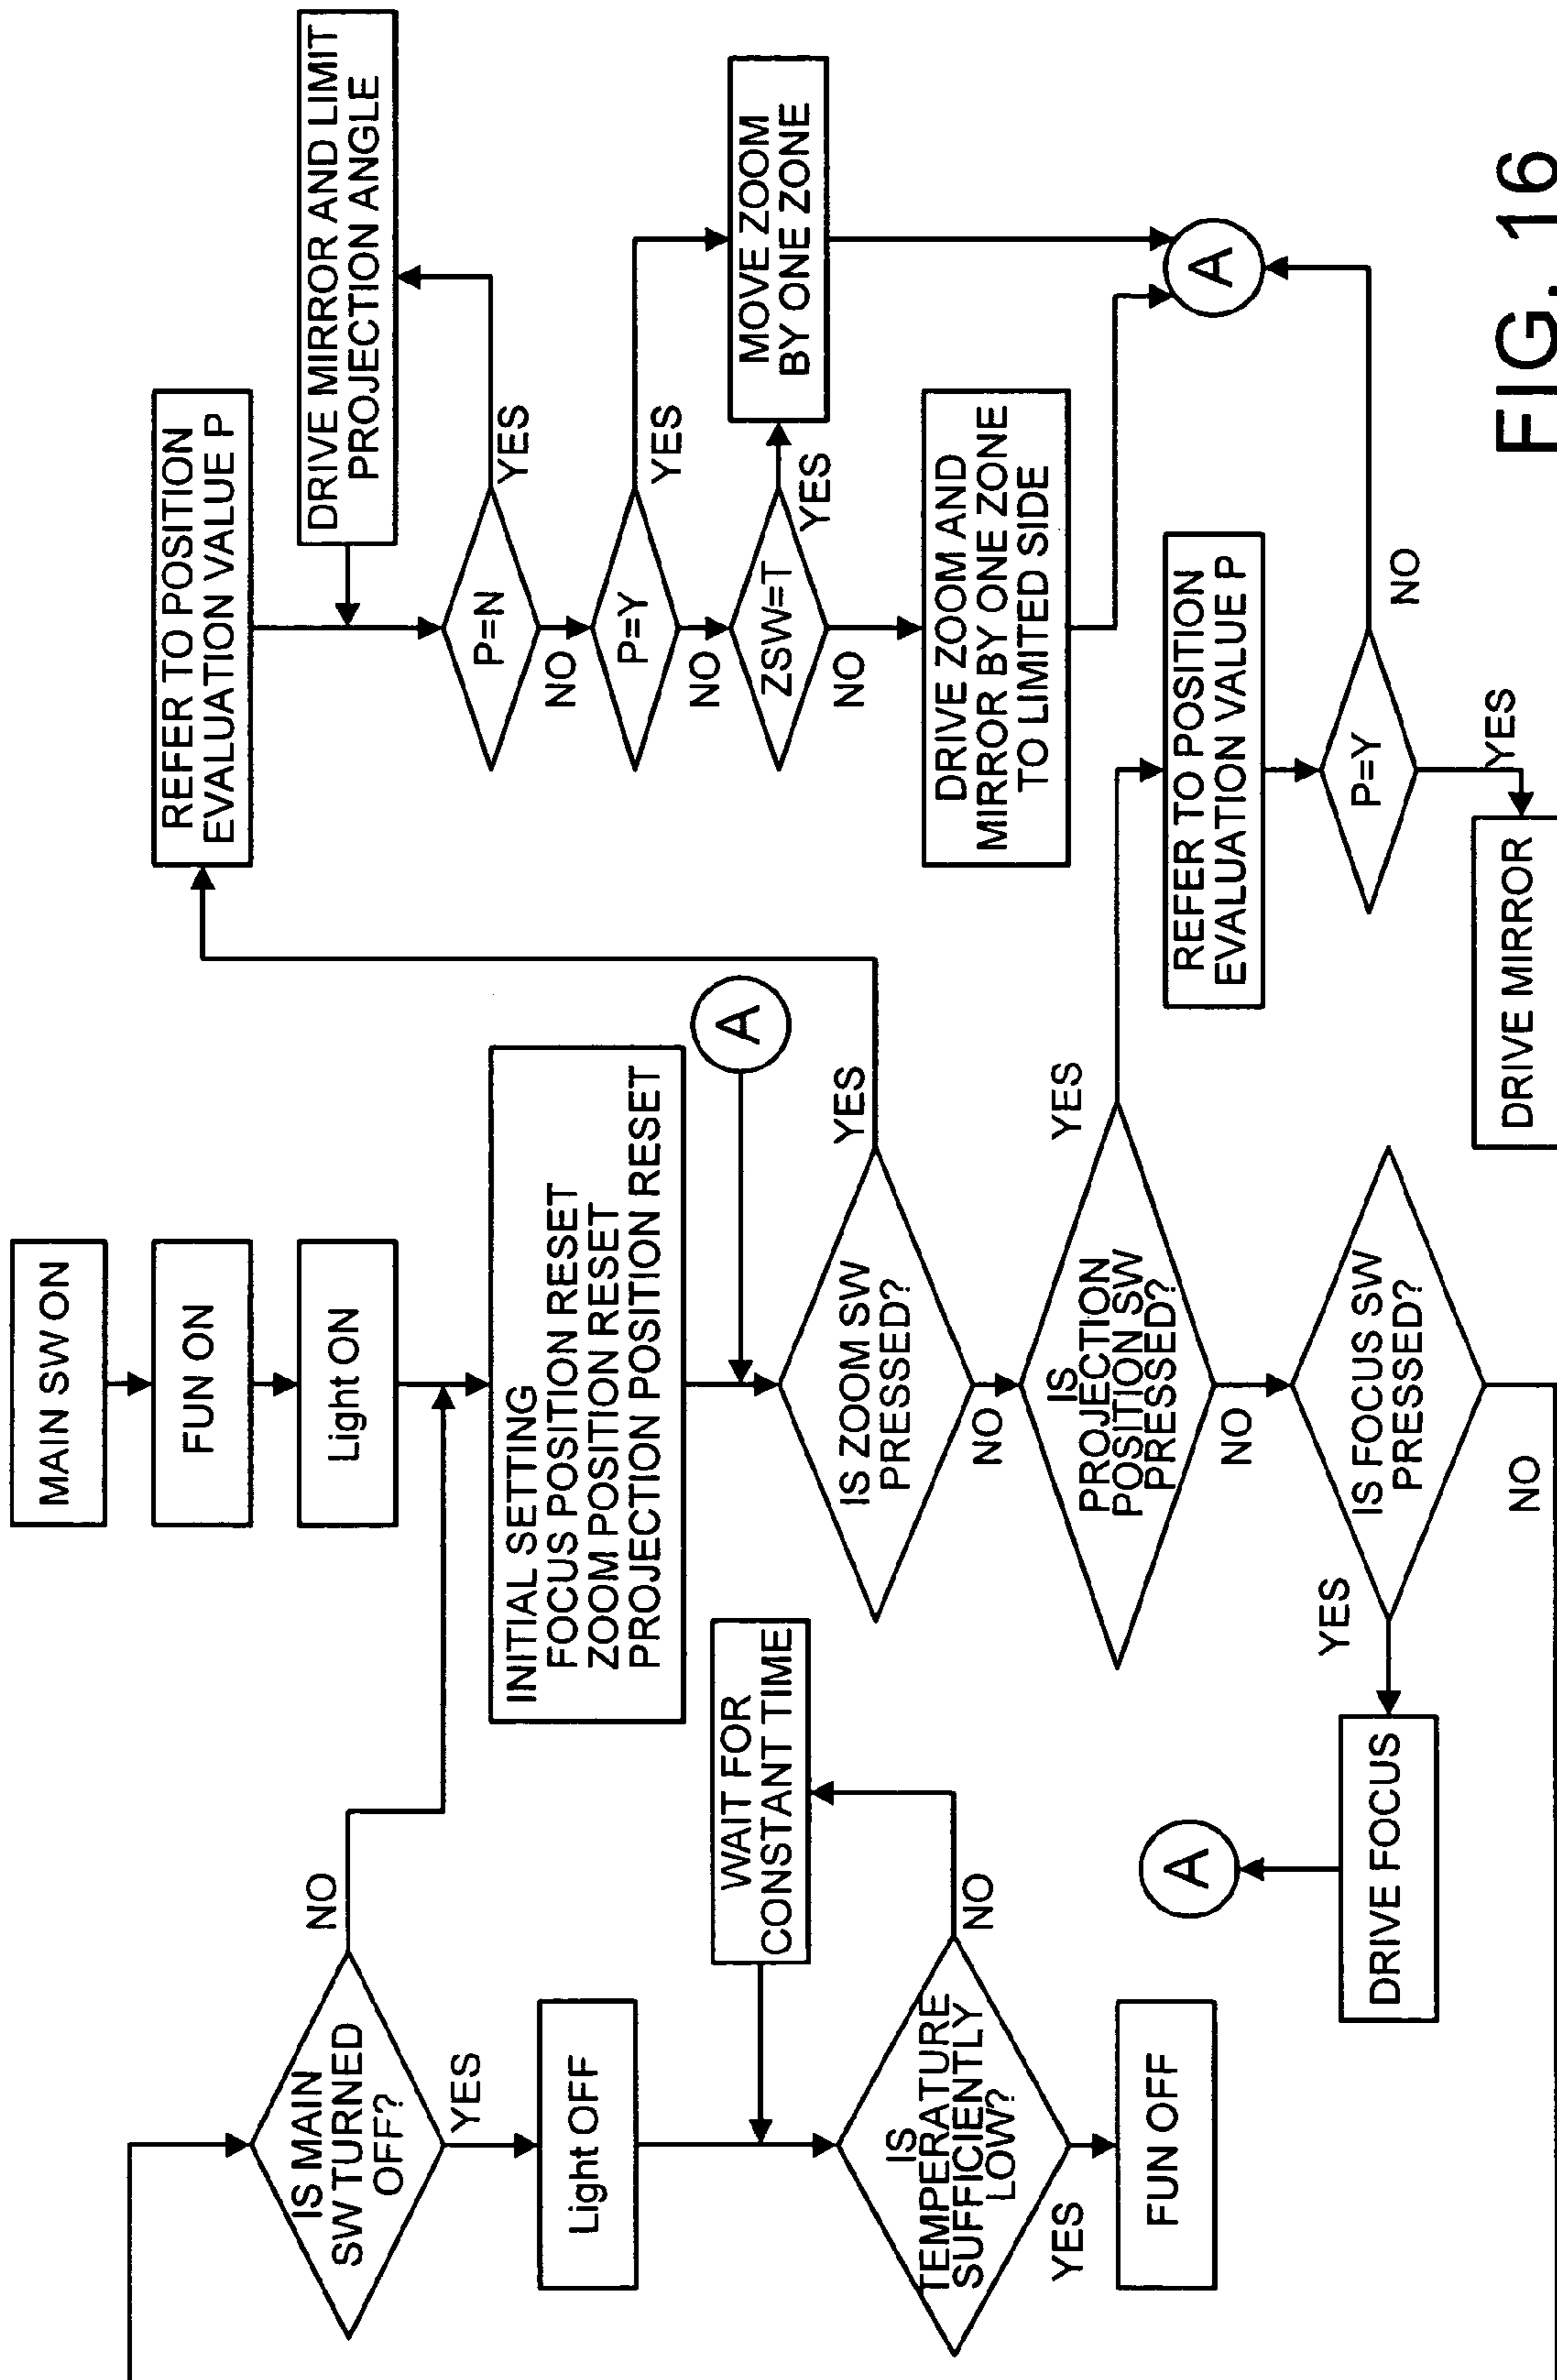 IS MAIN
SW TURNED
OFF?
NO
YES
Light OFF
WAIT FOR
CONSTANT TIME
IS
TEMPERATURE
SUFFICIENTLY
LOW?
NO
YES
FUN OFF
A
DRIVE FOCUS
MAIN SW ON
FUN ON
Light ON
INITIAL SETTING
FOCUS POSITION RESET
ZOOM POSITION RESET
PROJECTION POSITION RESET
A
IS ZOOM SW
PRESSED?
YES
NO
IS
PROJECTION
POSITION SW
PRESSED?
YES
NO
IS FOCUS SW
PRESSED?
YES
NO
REFER TO POSITION
EVALUATION VALUE P
DRIVE MIRROR AND LIMIT
PROJECTION ANGLE
P=N
YES
NO
P=Y
YES
NO
ZSW=T
YES
NO
MOVE ZOOM
BY ONE ZONE
DRIVE ZOOM AND
MIRROR BY ONE ZONE
TO LIMITED SIDE
A
REFER TO POSITION
EVALUATION VALUE P
P=Y
NO
YES
DRIVE MIRROR
FIG. 16